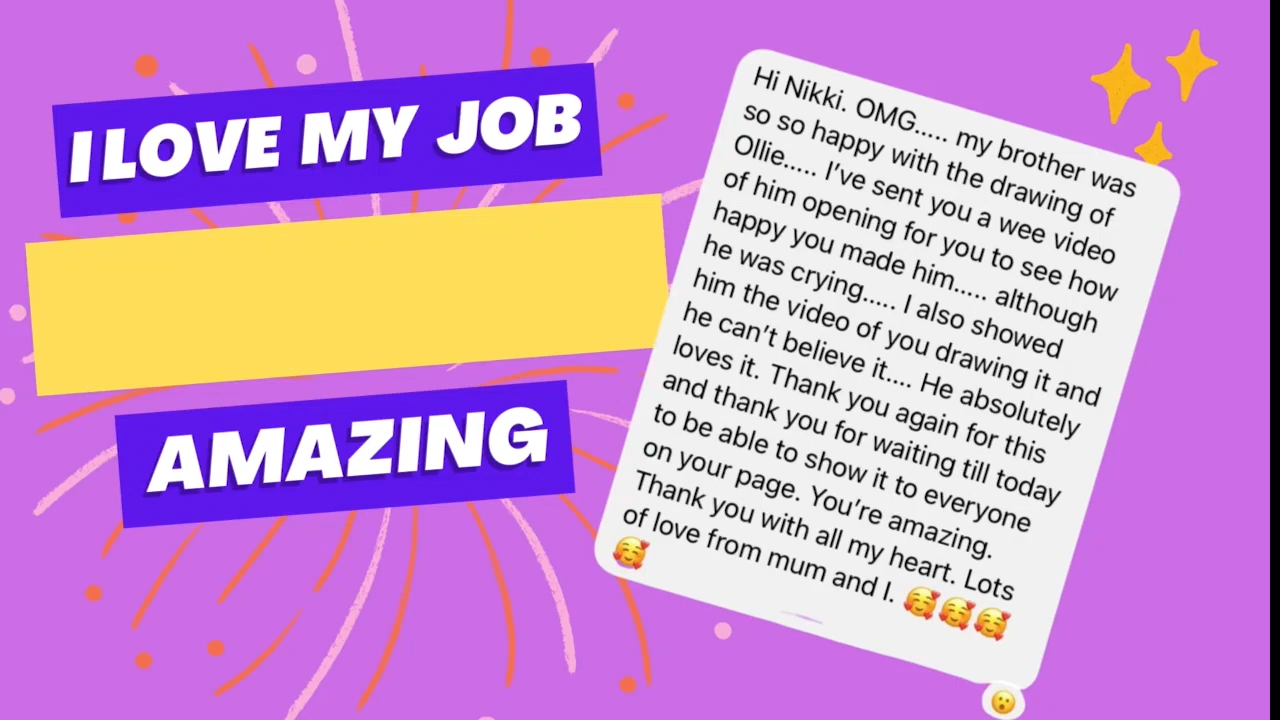 I LOVE MY JOB
AMAZING
Hi Nikki. OMG..... my brother was
so so happy with the drawing of
Ollie..... I've sent you a wee video
of him opening for you to see how
happy you made him..... although
he was crying..... I also showed
him the video of you drawing it and
he can't believe it.... He absolutely
loves it. Thank you again for this
and thank you for waiting till today
to be able to show it to everyone
on your page. You're amazing.
Thank you with all my heart. Lots
of love from mum and I. 🥰🥰🥰
🥰